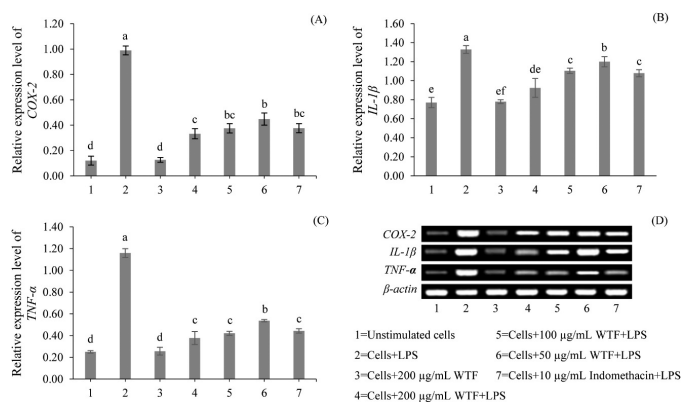 (A)
Relative expression level of
COX-2
1.20
1.00
0.80
0.60
0.40
0.20
0.00
d
a
d
c
bc
b
bc
1 2 3 4 5 6 7
(B)
Relative expression level of
IL-1β
1.60
1.40
1.20
1.00
0.80
0.60
0.40
0.20
0.00
e
a
ef
de
c
b
c
1 2 3 4 5 6 7
(C)
Relative expression level of
TNF-α
1.40
1.20
1.00
0.80
0.60
0.40
0.20
0.00
d
a
d
c
c
b
c
1 2 3 4 5 6 7
(D)
COX-2
IL-1β
TNF-α
β-actin
1 2 3 4 5 6 7
1=Unstimulated cells
2=Cells+LPS
3=Cells+200 µg/mL WTF
4=Cells+200 µg/mL WTF+LPS
5=Cells+100 µg/mL WTF+LPS
6=Cells+50 µg/mL WTF+LPS
7=Cells+10 µg/mL Indomethacin+LPS